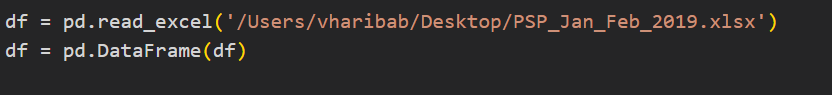 df = pd.read_excel('/Users/vharibab/Desktop/PSP_Jan_Feb_2019.xlsx')
df = pd.DataFrame(df)